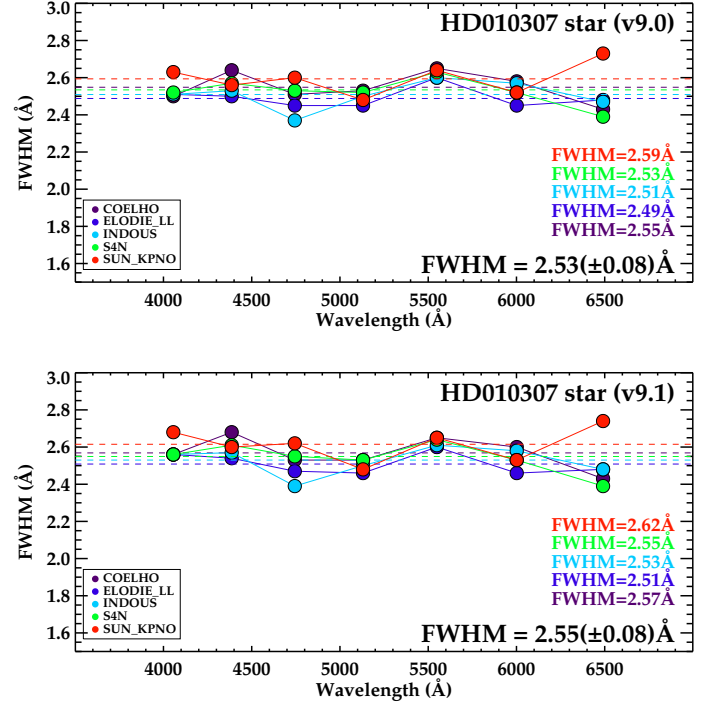 HD010307 star (v9.0)
3.0
2.8
2.6
2.4
2.2
2.0
1.8
1.6
FWHM (Å)
FWHM=2.59Å
FWHM=2.53Å
FWHM=2.51Å
FWHM=2.49Å
FWHM=2.55Å
COELHO
ELODIE_LL
INDOUS
S4N
SUN_KPNO
FWHM = 2.53(±0.08)Å
4000 4500 5000 5500 6000 6500
Wavelength (Å)
HD010307 star (v9.1)
3.0
2.8
2.6
2.4
2.2
2.0
1.8
1.6
FWHM (Å)
FWHM=2.62Å
FWHM=2.55Å
FWHM=2.53Å
FWHM=2.51Å
FWHM=2.57Å
COELHO
ELODIE_LL
INDOUS
S4N
SUN_KPNO
FWHM = 2.55(±0.08)Å
4000 4500 5000 5500 6000 6500
Wavelength (Å)